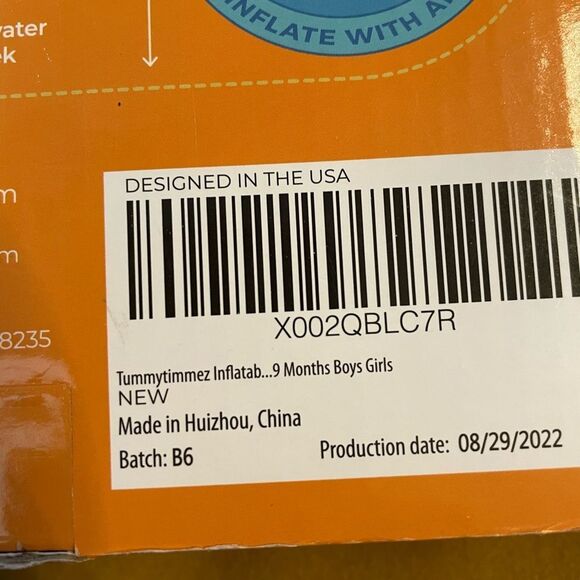 INFLATE WITH
water
DESIGNED IN THE USA
X002QBLC7R
8235
Tummytimmez Inflatab...9 Months Boys Girls
NEW
Made in Huizhou, China
Batch: B6
Production date: 08/29/2022